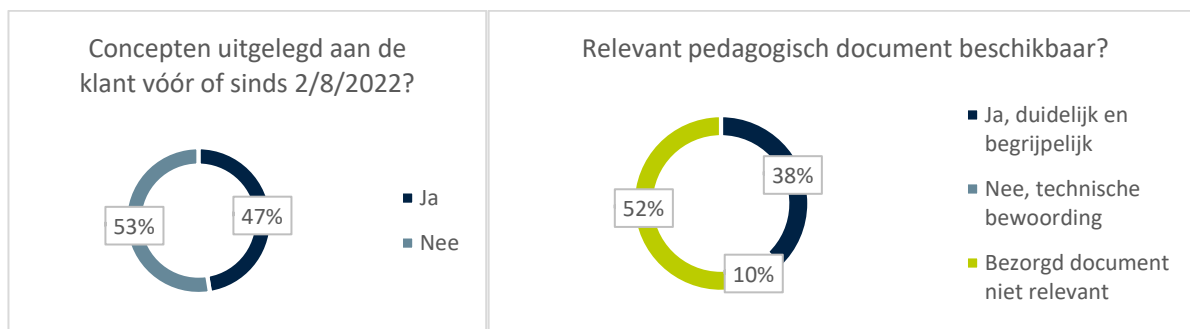 Concepten uitgelegd aan de
klant vóór of sinds 2/8/2022?
53%
47%
Ja
Nee
Relevant pedagogisch document beschikbaar?
38%
52%
10%
Ja, duidelijk en
begrijpelijk
Nee, technische
bewoording
Bezorgd document
niet relevant